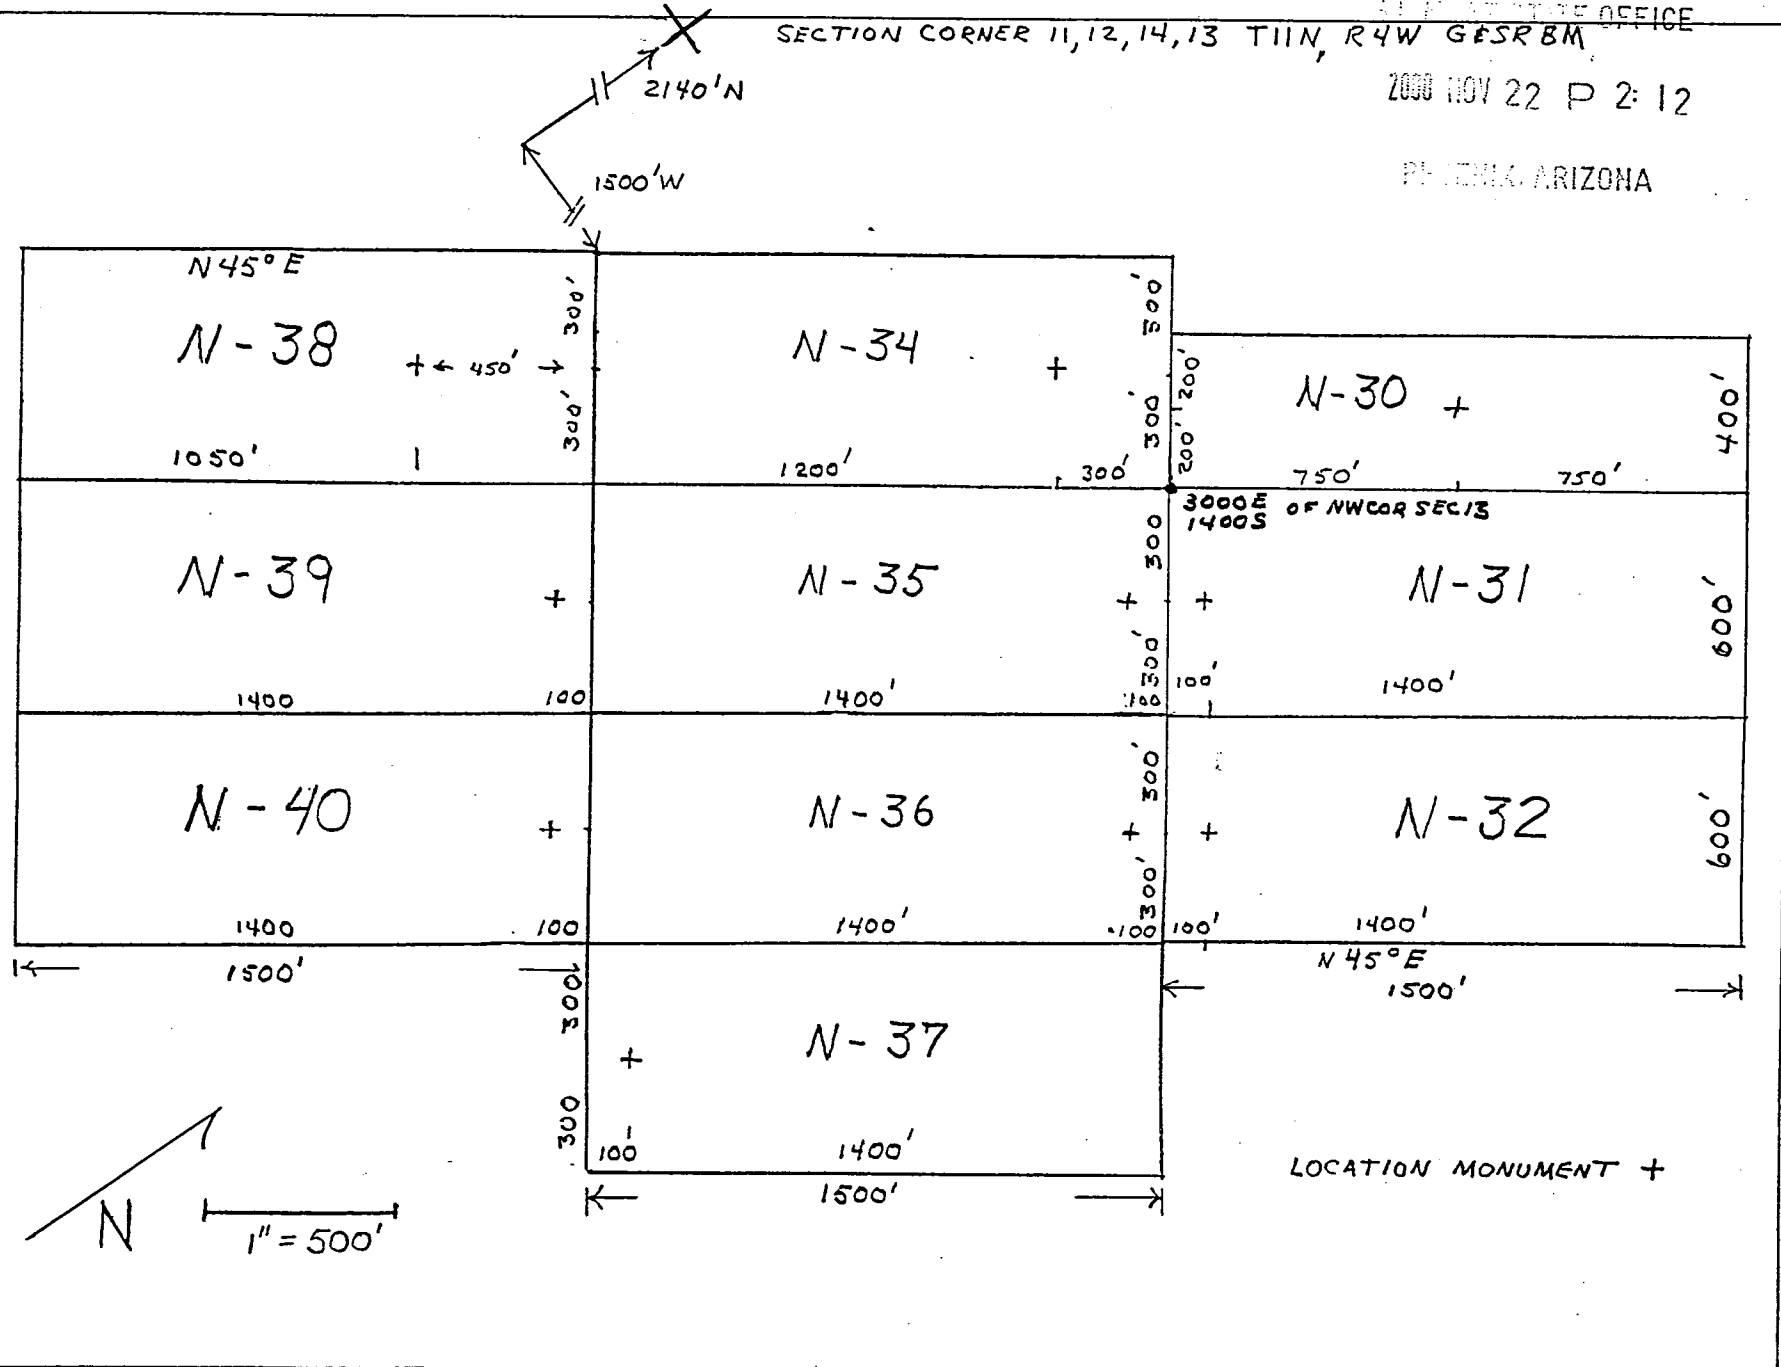 OFFICE
SECTION CORNER 11, 12, 14, 13 T11N, R4W G&SRBM
2140'N
2000 NOV 22 P 2: 12
1500'W
ARIZONA
N45°E
300'
300'
N-38
+ ← 450' →
N-34
+
200'
N-30
+
400'
300'
300'
200'
1050'
1200'
300'
750'
750'
3000E
1400S
OF NWCOR SEC13
300
N-39
+
N-35
+
+
N-31
600'
300'
100'
1400'
1400
100
1400'
100
300'
N-40
+
N-36
+
+
N-32
600'
300'
1400
100
1400'
100
100'
1400'
N45°E
1500'
1500'
300'
N-37
+
300
100'
1400'
LOCATION MONUMENT +
1500'
N
1" = 500'